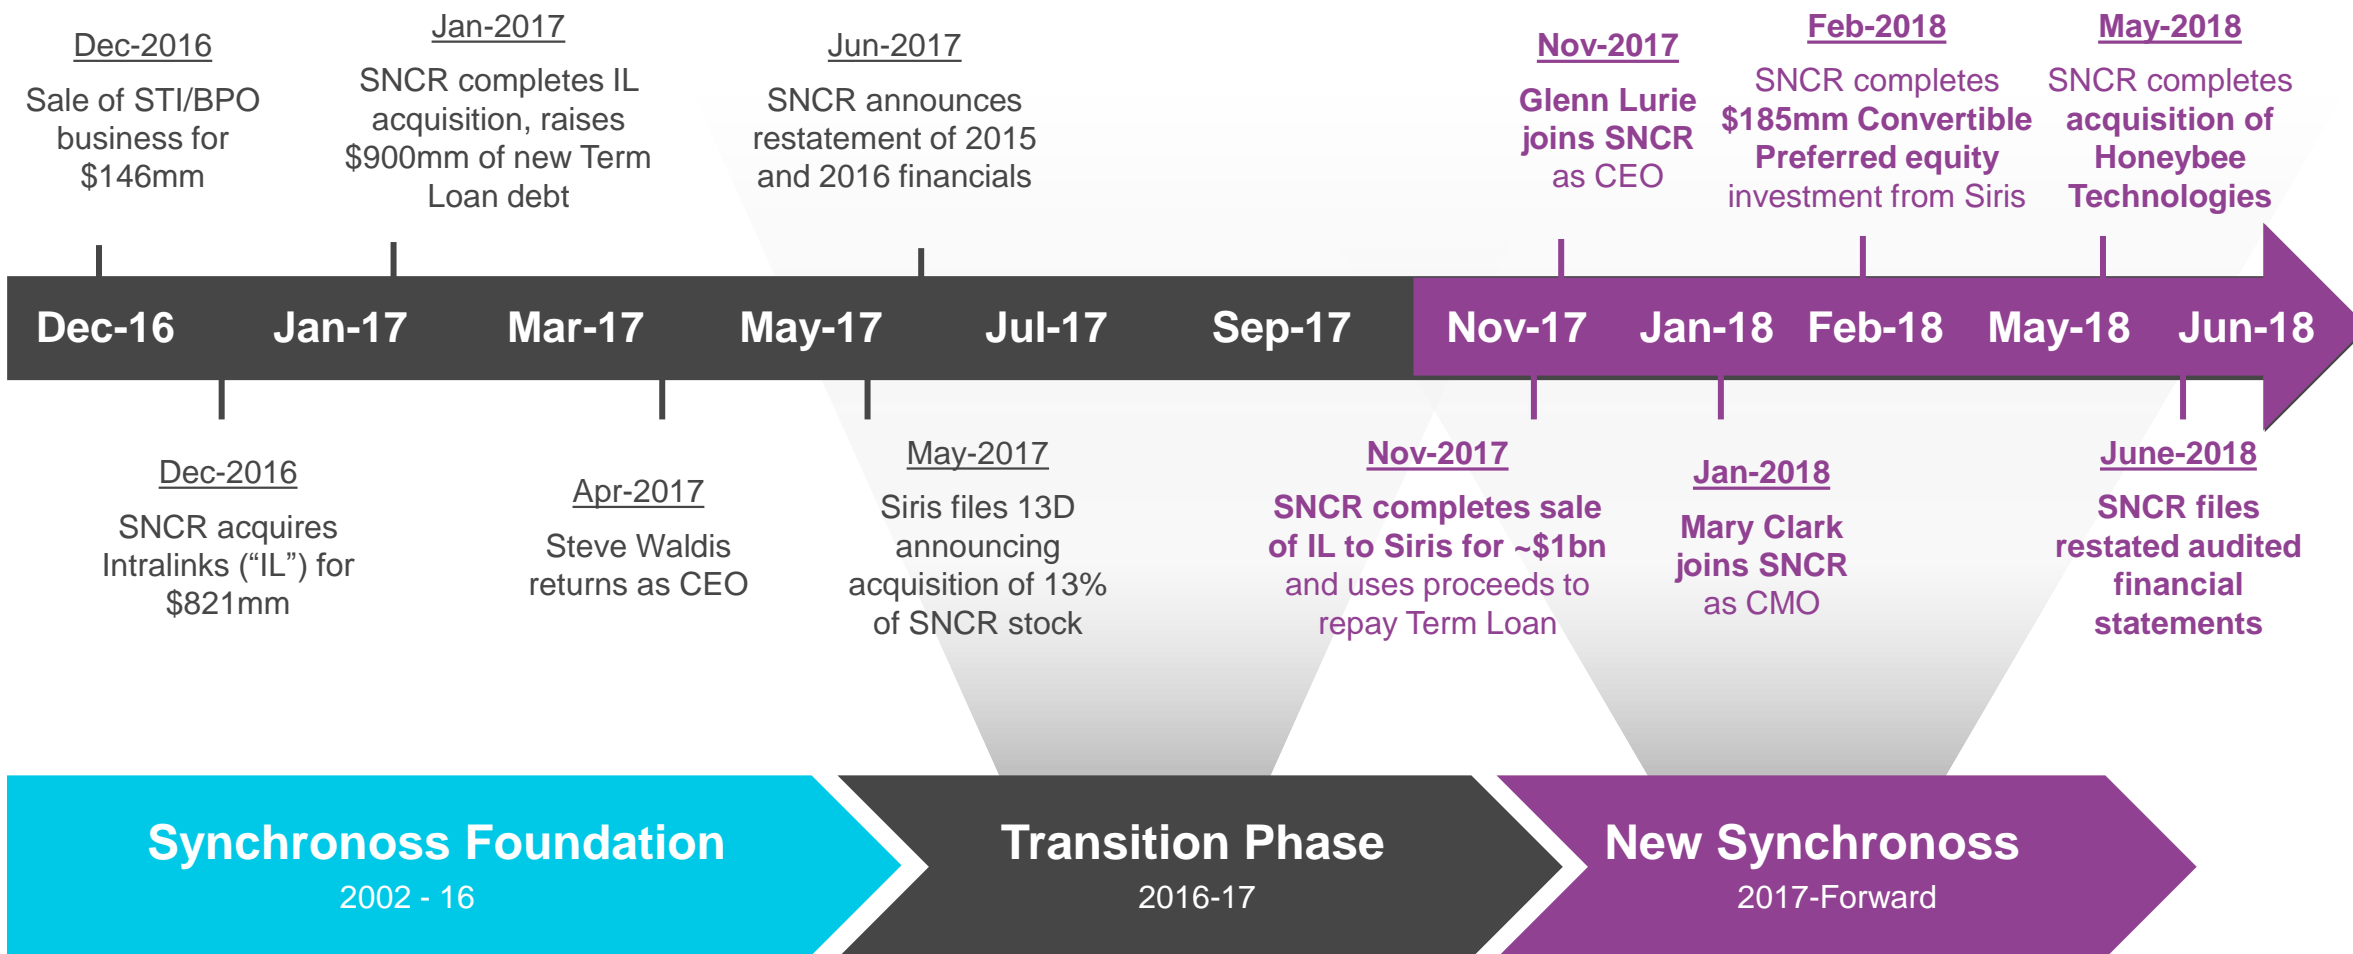 Dec-2016
Sale of STI/BPO
business for
$146mm
Jan-2017
SNCR completes IL
acquisition, raises
$900mm of new Term
Loan debt
Jun-2017
SNCR announces
restatement of 2015
and 2016 financials
Nov-2017
Glenn Lurie
joins SNCR
as CEO
Feb-2018
SNCR completes
$185mm Convertible
Preferred equity
investment from Siris
May-2018
SNCR completes
acquisition of
Honeybee
Technologies
Dec-16
Jan-17
Mar-17
May-17
Jul-17
Sep-17
Nov-17
Jan-18
Feb-18
May-18
Jun-18
Dec-2016
SNCR acquires
Intralinks (“IL”) for
$821mm
Apr-2017
Steve Waldis
returns as CEO
May-2017
Siris files 13D
announcing
acquisition of 13%
of SNCR stock
Nov-2017
SNCR completes sale
of IL to Siris for ~$1bn
and uses proceeds to
repay Term Loan
Jan-2018
Mary Clark
joins SNCR
as CMO
June-2018
SNCR files
restated audited
financial
statements
Synchronoss Foundation
2002 - 16
Transition Phase
2016-17
New Synchronoss
2017-Forward